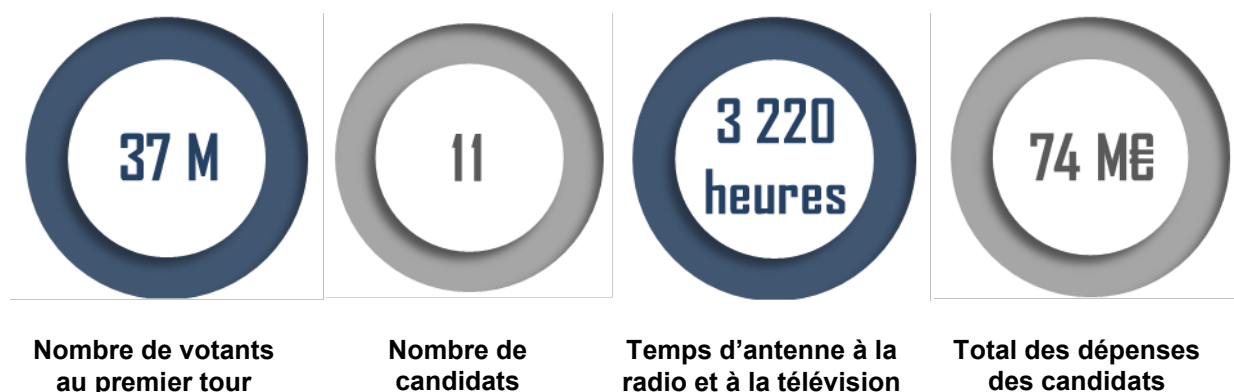 37 M
11
3 220
heures
74 M€
Nombre de votants
au premier tour
Nombre de
candidats
Temps d’antenne à la
radio et à la télévision
Total des dépenses
des candidats